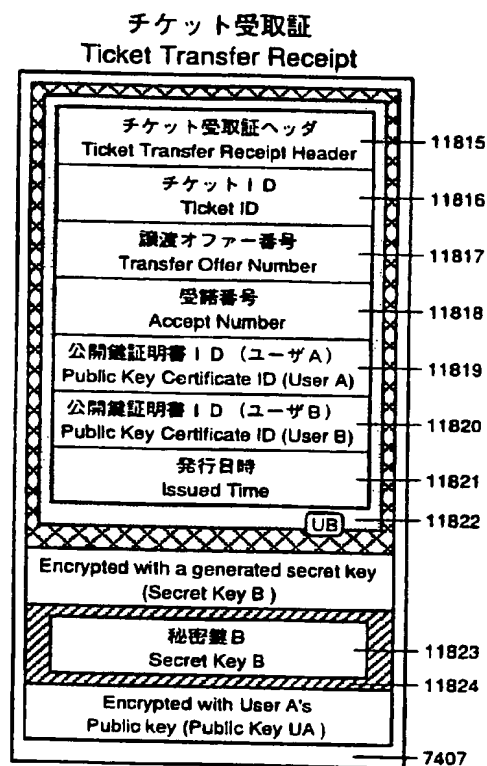 チケット受取証
Ticket Transfer Receipt
チケット受取証ヘッダ
Ticket Transfer Receipt Header
11815
チケットID
Ticket ID
11816
譲渡オファー番号
Transfer Offer Number
11817
受諾番号
Accept Number
11818
公開鍵証明書ID（ユーザA）
Public Key Certificate ID (User A)
11819
公開鍵証明書ID（ユーザB）
Public Key Certificate ID (User B)
11820
発行日時
Issued Time
11821
UB
11822
Encrypted with a generated secret key
(Secret Key B )
秘密鍵B
Secret Key B
11823
11824
Encrypted with User A's
Public key (Public Key UA )
7407